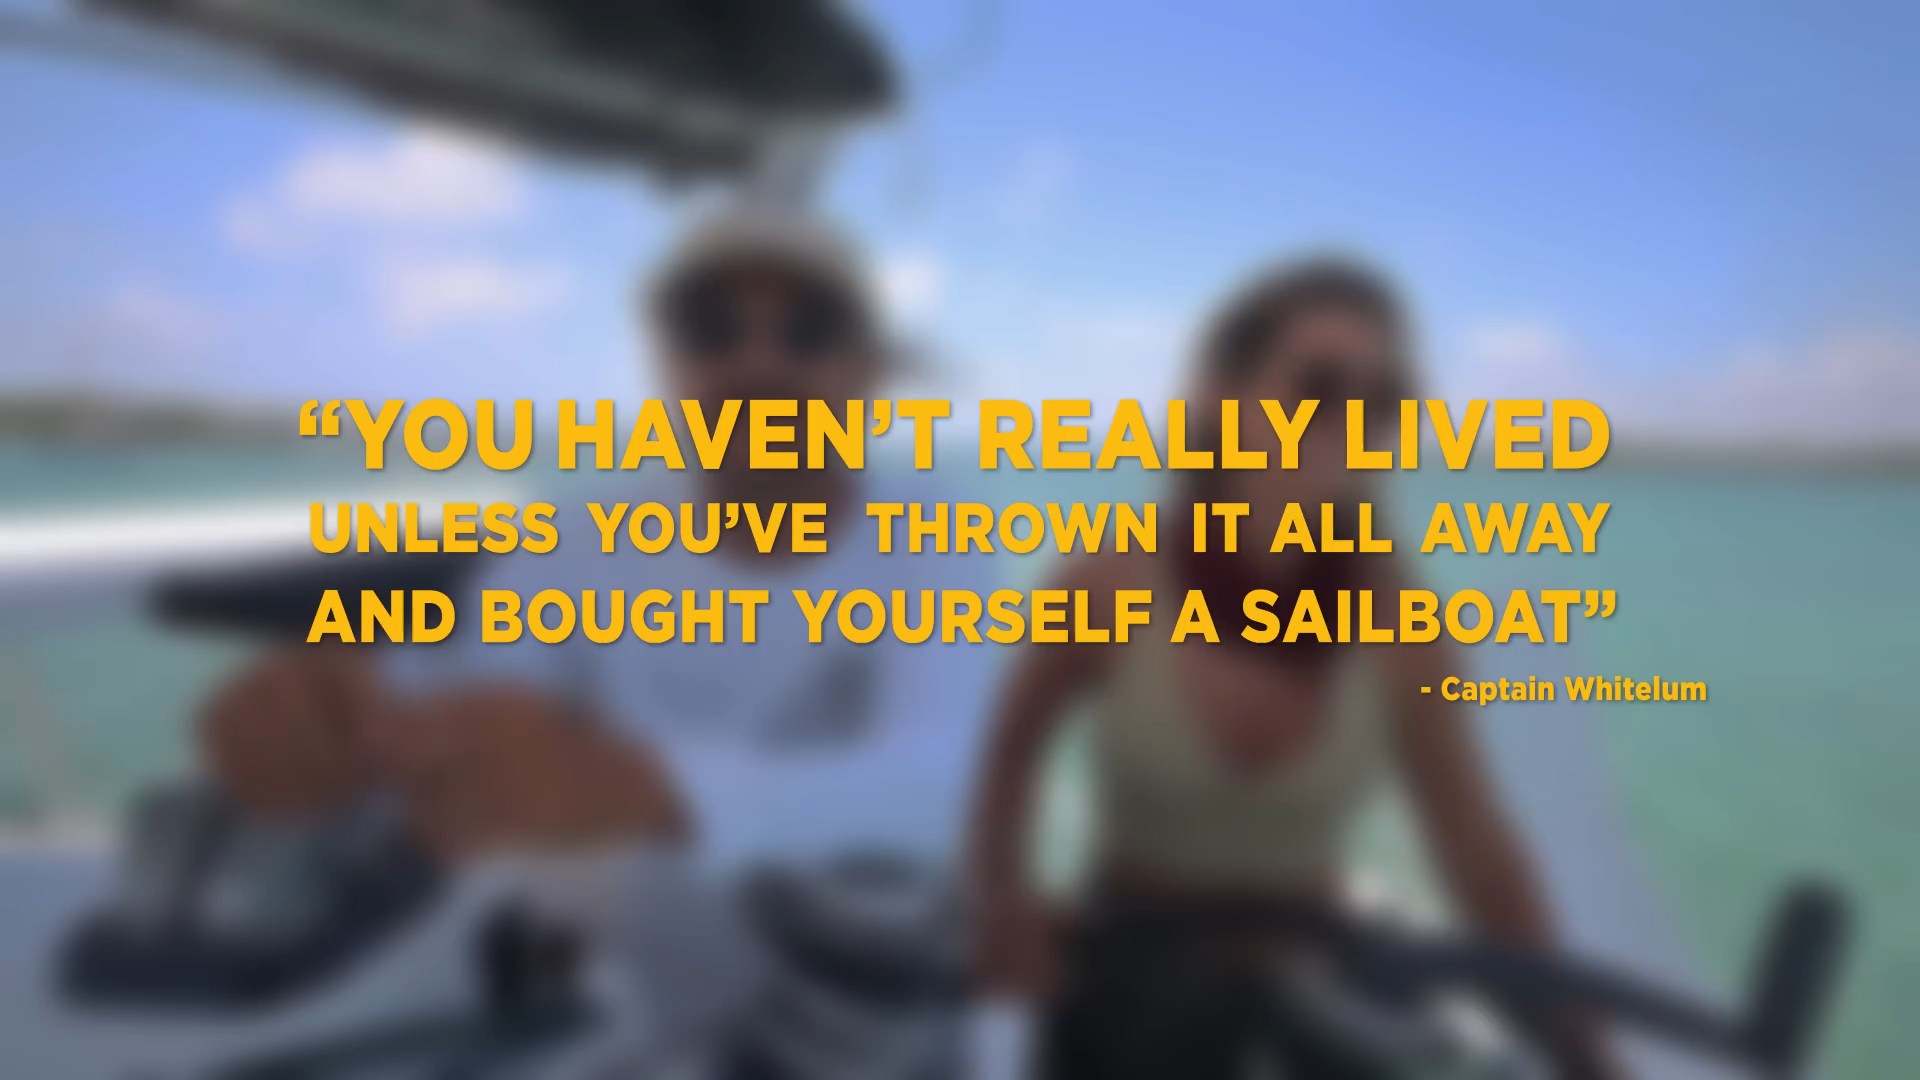 “YOU HAVEN’T REALLY LIVED
UNLESS YOU’VE THROWN IT ALL AWAY
AND BOUGHT YOURSELF A SAILBOAT”
- Captain Whitelum